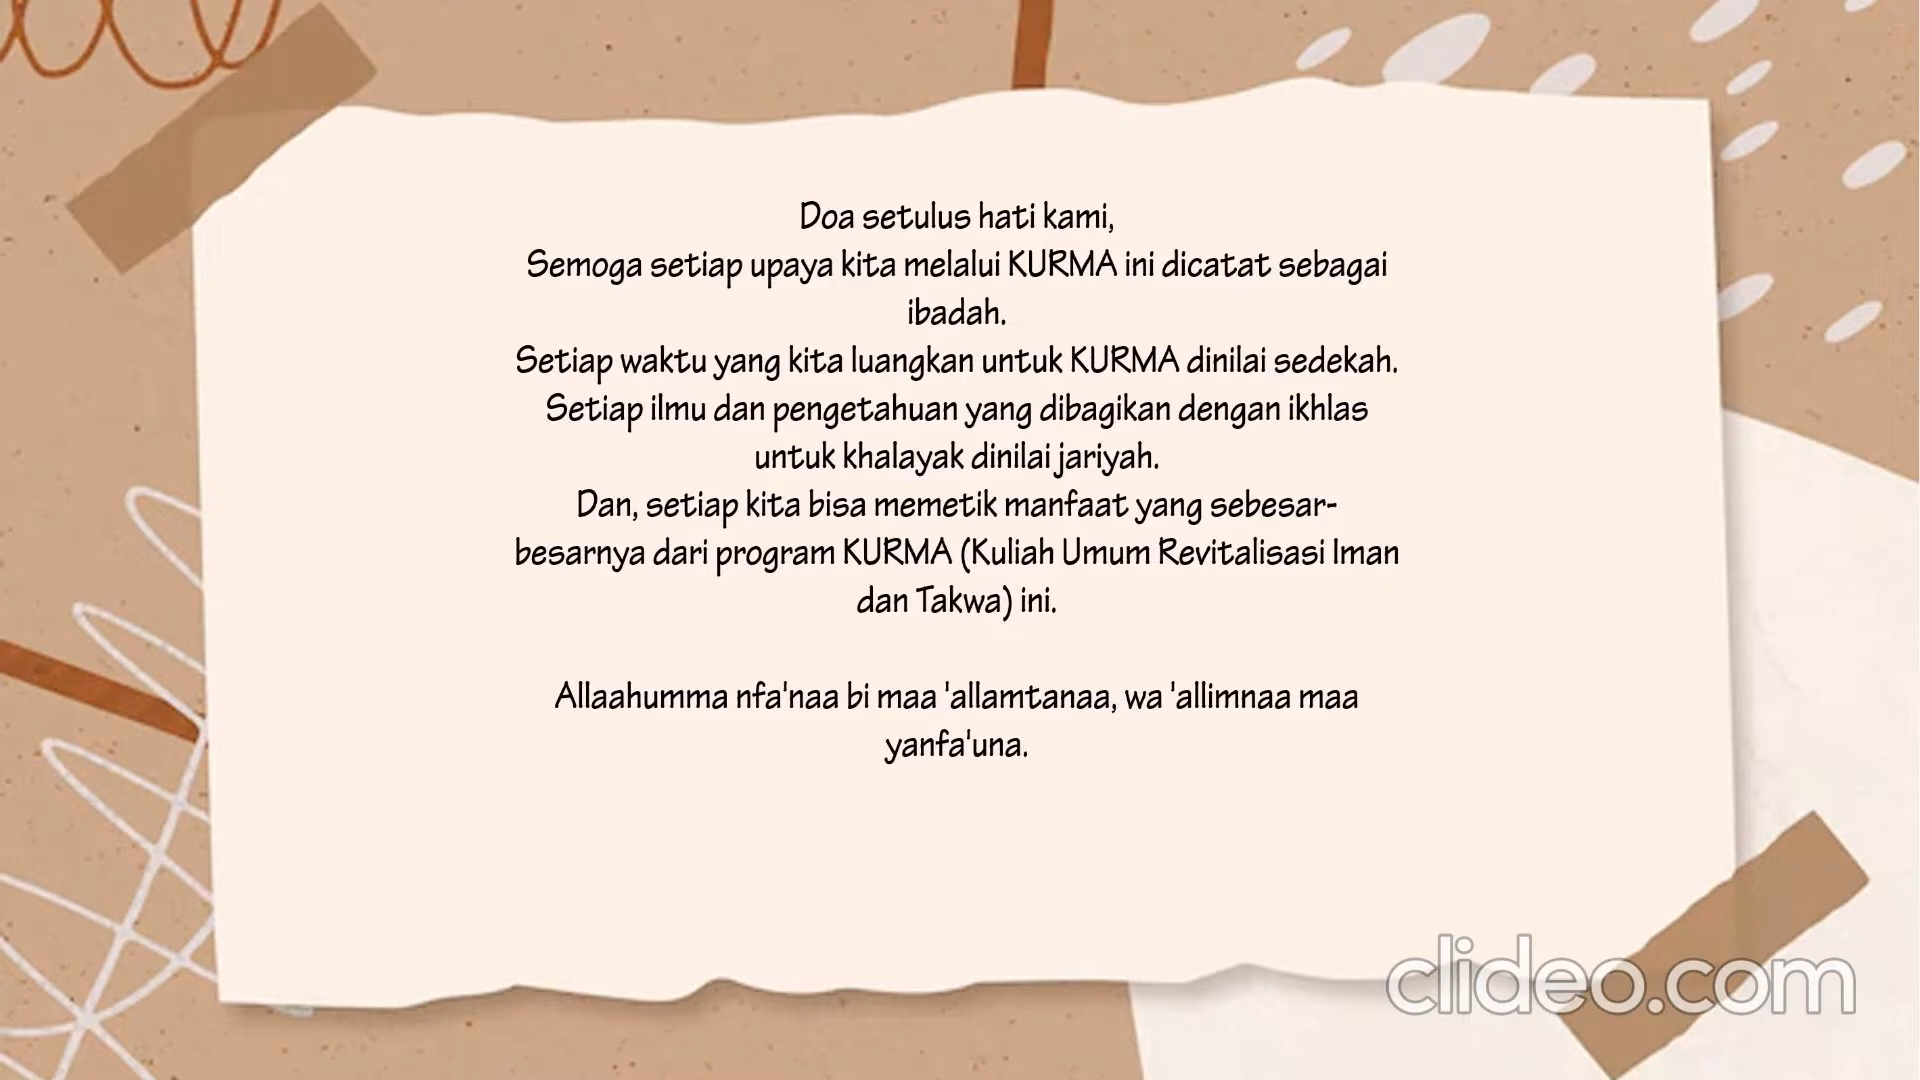 Doa setulus hati kami,
Semoga setiap upaya kita melalui KURMA ini dicatat sebagai
ibadah.
Setiap waktu yang kita luangkan untuk KURMA dinilai sedekah.
Setiap ilmu dan pengetahuan yang dibagikan dengan ikhlas
untuk khalayak dinilai jariyah.
Dan, setiap kita bisa memetik manfaat yang sebesar-
besarnya dari program KURMA (Kuliah Umum Revitalisasi Iman
dan Takwa) ini.
Allaahumma nfa'naa bi maa 'allamtanaa, wa 'allimnaa maa
yanfa'una.
clideo.com